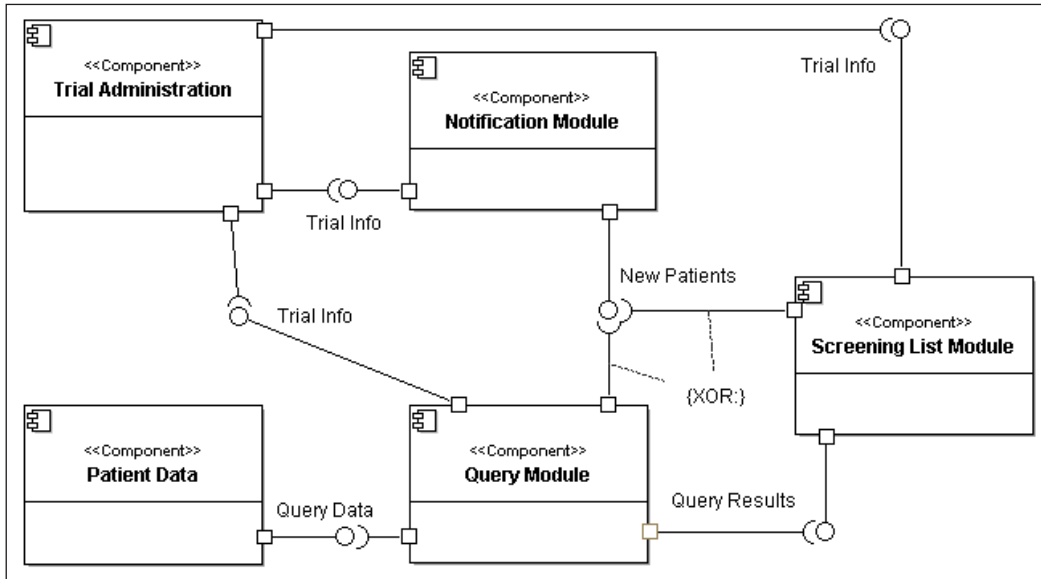 <<Component>>
Trial Administration
Trial Info
<<Component>>
Notification Module
Trial Info
New Patients
Trial Info
<<Component>>
Screening List Module
{XOR:}
<<Component>>
Patient Data
<<Component>>
Query Module
Query Data
Query Results